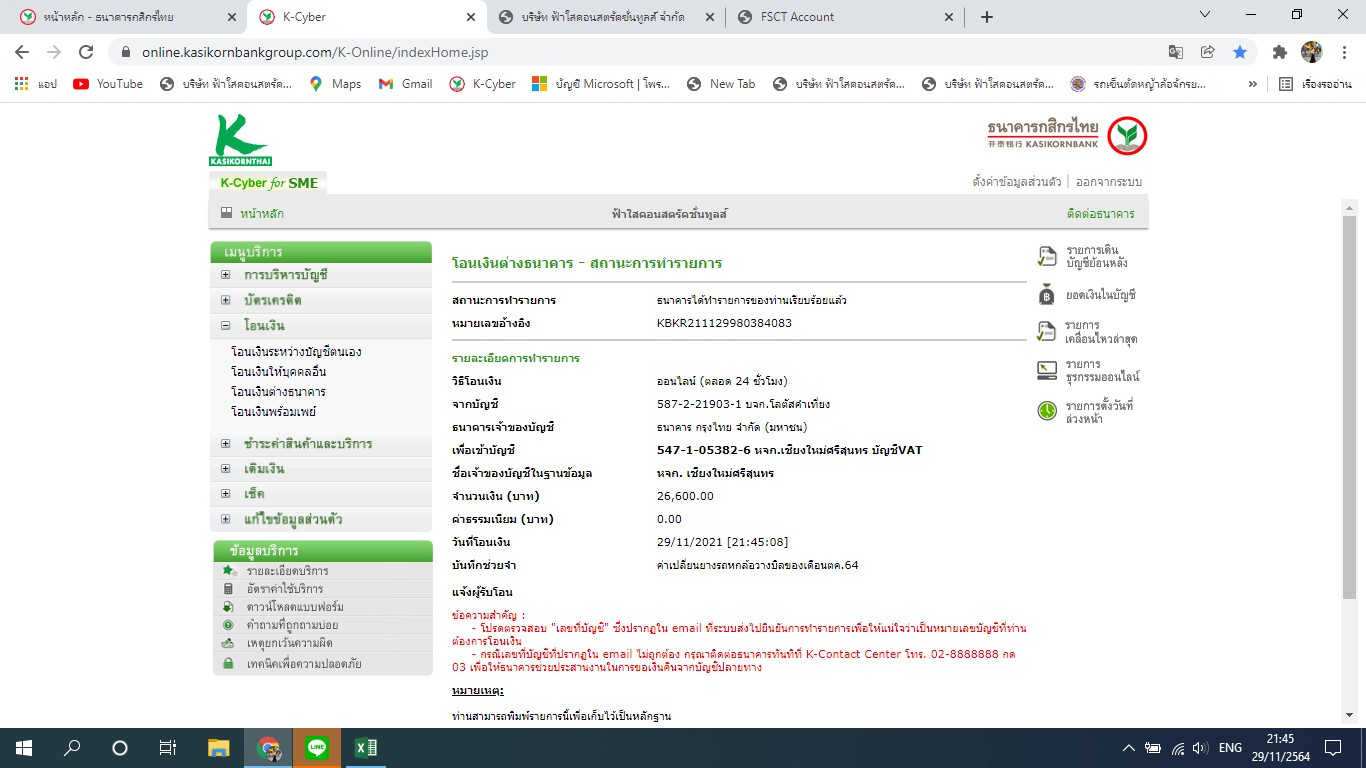 หน้าหลัก - ธนาคารกสิกรไทย
K-Cyber
บริษัท ฟ้าใสคอนสตรัคชั่นทูลส์ จำกัด
FSCT Account
online.kasikornbankgroup.com/K-Online/indexHome.jsp
แอป
YouTube
บริษัท ฟ้าใสคอนสตรัค...
Maps
Gmail
K-Cyber
บัญชี Microsoft | โพร...
New Tab
บริษัท ฟ้าใสคอนสตรัค...
บริษัท ฟ้าใสคอนสตรัค...
รถเข็นตัดหญ้าล้อจักรย...
เรื่องรออ่าน
K
KASIKORNTHAI
ธนาคารกสิกรไทย
开泰银行 KASIKORNBANK
K-Cyber for SME
ตั้งค่าข้อมูลส่วนตัว | ออกจากระบบ
หน้าหลัก
ฟ้าใสคอนสตรัคชั่นทูลส์
ติดต่อธนาคาร
เมนูบริการ
การบริหารบัญชี
บัตรเครดิต
โอนเงิน
โอนเงินระหว่างบัญชีตนเอง
โอนเงินให้บุคคลอื่น
โอนเงินต่างธนาคาร
โอนเงินพร้อมเพย์
ชำระค่าสินค้าและบริการ
เติมเงิน
เช็ค
แก้ไขข้อมูลส่วนตัว
ข้อมูลบริการ
รายละเอียดบริการ
อัตราค่าใช้บริการ
ดาวน์โหลดแบบฟอร์ม
คำถามที่ถูกถามบ่อย
เหตุยกเว้นความผิด
เทคนิคเพื่อความปลอดภัย
โอนเงินต่างธนาคาร - สถานะการทำรายการ
สถานะการทำรายการ ธนาคารได้ทำรายการของท่านเรียบร้อยแล้ว
หมายเลขอ้างอิง KBKR211129980384083
รายละเอียดการทำรายการ
วิธีโอนเงิน ออนไลน์ (ตลอด 24 ชั่วโมง)
จากบัญชี 587-2-21903-1 บจก.โลตัสคำเที่ยง
ธนาคารเจ้าของบัญชี ธนาคาร กรุงไทย จำกัด (มหาชน)
เพื่อเข้าบัญชี 547-1-05382-6 หจก.เชียงใหม่ศรีสุนทร บัญชีVAT
ชื่อเจ้าของบัญชีในฐานข้อมูล หจก. เชียงใหม่ศรีสุนทร
จำนวนเงิน (บาท) 26,600.00
ค่าธรรมเนียม (บาท) 0.00
วันที่โอนเงิน 29/11/2021 [21:45:08]
บันทึกช่วยจำ ค่าเปลี่ยนยางรถหกล้อวางบิลของเดือนตค.64
แจ้งผู้รับโอน
ข้อความสำคัญ :
- โปรดตรวจสอบ "เลขที่บัญชี" ซึ่งปรากฏใน email ที่ระบบส่งไปยืนยันการทำรายการเพื่อให้แน่ใจว่าเป็นหมายเลขบัญชีที่ท่าน
ต้องการโอนเงิน
- กรณีเลขที่บัญชีที่ปรากฏใน email ไม่ถูกต้อง กรุณาติดต่อธนาคารทันทีที่ K-Contact Center โทร. 02-8888888 กด
03 เพื่อให้ธนาคารช่วยประสานงานในการขอเงินคืนจากบัญชีปลายทาง
หมายเหตุ:
ท่านสามารถพิมพ์รายการนี้เพื่อเก็บไว้เป็นหลักฐาน
รายการเดิน
บัญชีย้อนหลัง
ยอดเงินในบัญชี
รายการ
เคลื่อนไหวล่าสุด
รายการ
ธุรกรรมออนไลน์
รายการตั้งวันที่
ล่วงหน้า
LINE
ENG
21:45
29/11/2564